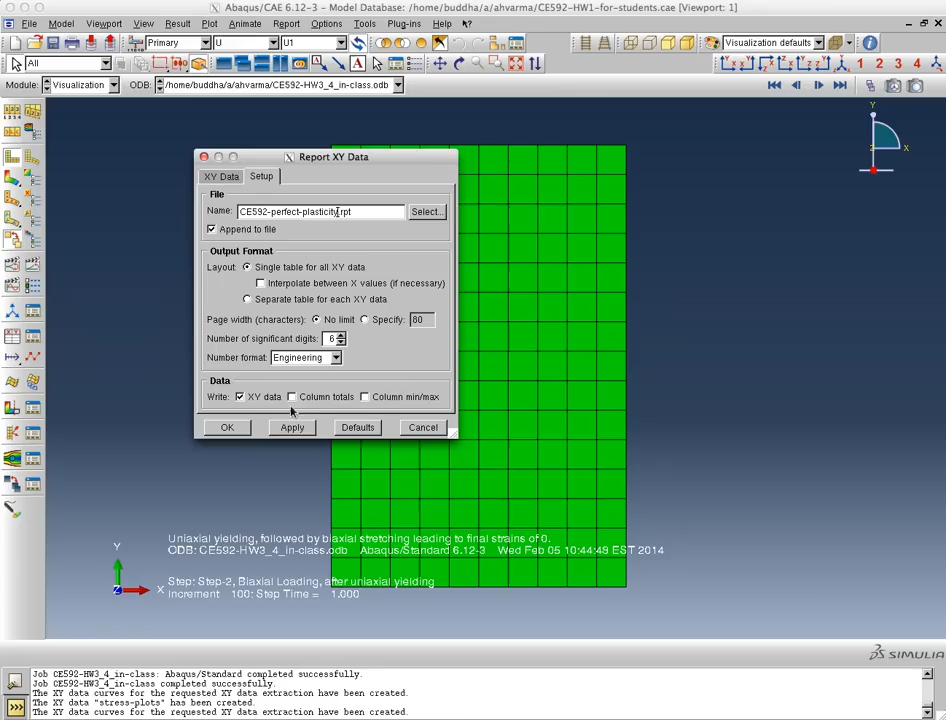 Abaqus/CAE 6.12-3 - Model Database: /home/buddha/a/ahvarma/CE592-HW1-for-students.cae [Viewport: 1]
File Model Viewport View Result Plot Animate Report Options Tools Plug-ins Help
Primary U U1 Visualization defaults
All 1 2 3 4
Module: Visualization ODB: /home/buddha/a/ahvarma/CE592-HW3_4_in-class.odb
Y
X
Z
Report XY Data
XY Data Setup
File
Name: CE592-perfect-plasticity.rpt Select...
Append to file
Output Format
Layout: Single table for all XY data
Interpolate between X values (if necessary)
Separate table for each XY data
Page width (characters): No limit Specify: 80
Number of significant digits: 6
Number format: Engineering
Data
Write: XY data Column totals Column min/max
OK Apply Defaults Cancel
Uniaxial yielding, followed by biaxial stretching leading to final strains of 0.
ODB: CE592-HW3_4_in-class.odb Abaqus/Standard 6.12-3 Wed Feb 05 10:44:49 EST 2014
Step: Step-2, Biaxial Loading, after uniaxial yielding
Increment 100: Step Time = 1.000
Y
Z X
SIMULIA
Job CE592-HW3_4_in-class: Abaqus/Standard completed successfully.
Job CE592-HW3_4_in-class completed successfully.
The XY data curves for the requested XY data extraction have been created.
The XY data "stress-plots" has been created.
The XY data curves for the requested XY data extraction have been created.